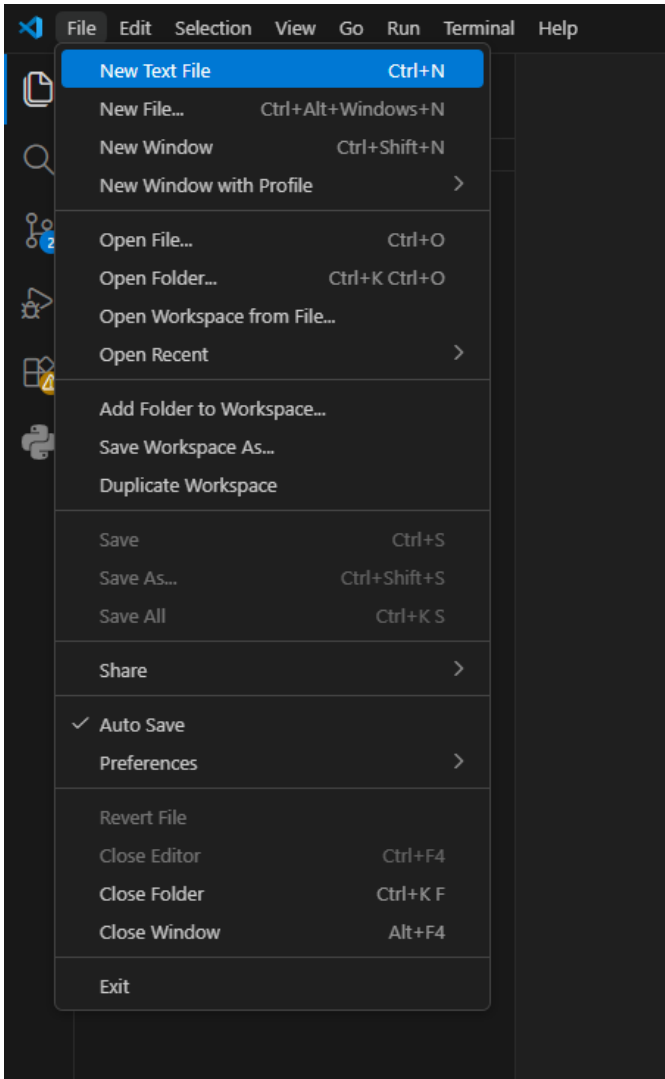 File Edit Selection View Go Run Terminal Help
New Text File Ctrl+N
New File... Ctrl+Alt+Windows+N
New Window Ctrl+Shift+N
New Window with Profile
Open File... Ctrl+O
2
Open Folder... Ctrl+K Ctrl+O
Open Workspace from File...
Open Recent
Add Folder to Workspace...
Save Workspace As...
Duplicate Workspace
Save Ctrl+S
Save As... Ctrl+Shift+S
Save All Ctrl+K S
Share
Auto Save
Preferences
Revert File
Close Editor Ctrl+F4
Close Folder Ctrl+K F
Close Window Alt+F4
Exit